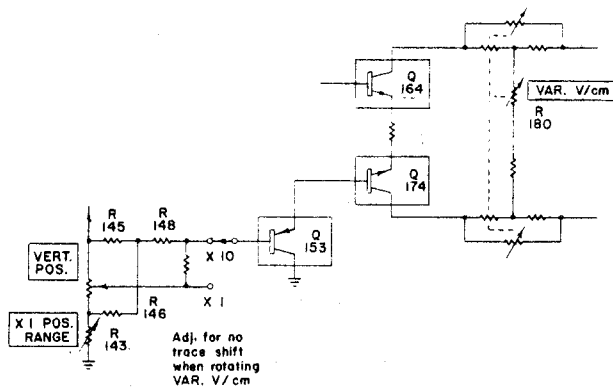 Q
164
VAR. V/cm
R
180
Q
174
R
145
R
148
VERT.
POS.
X 10
Q
153
X 1
R
146
X 1 POS.
RANGE
R
143
Adj. for no
trace shift
when rotating
VAR. V/cm